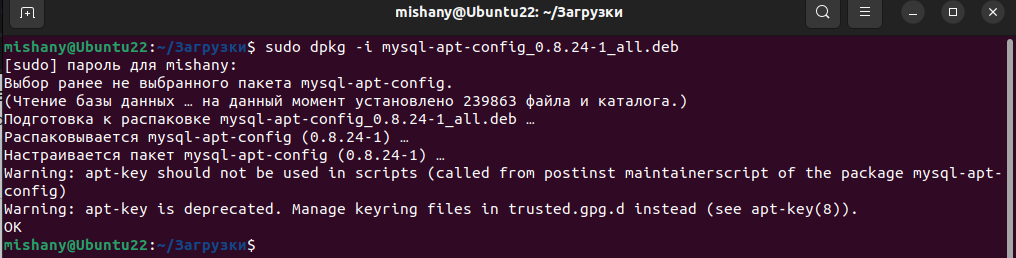 mishany@Ubuntu22: ~/Загрузки
mishany@Ubuntu22:~/Загрузки$ sudo dpkg -i mysql-apt-config_0.8.24-1_all.deb
[sudo] пароль для mishany:
Выбор ранее не выбранного пакета mysql-apt-config.
(Чтение базы данных … на данный момент установлено 239863 файла и каталога.)
Подготовка к распаковке mysql-apt-config_0.8.24-1_all.deb …
Распаковывается mysql-apt-config (0.8.24-1) …
Настраивается пакет mysql-apt-config (0.8.24-1) …
Warning: apt-key should not be used in scripts (called from postinst maintainerscript of the package mysql-apt-
config)
Warning: apt-key is deprecated. Manage keyring files in trusted.gpg.d instead (see apt-key(8)).
OK
mishany@Ubuntu22:~/Загрузки$